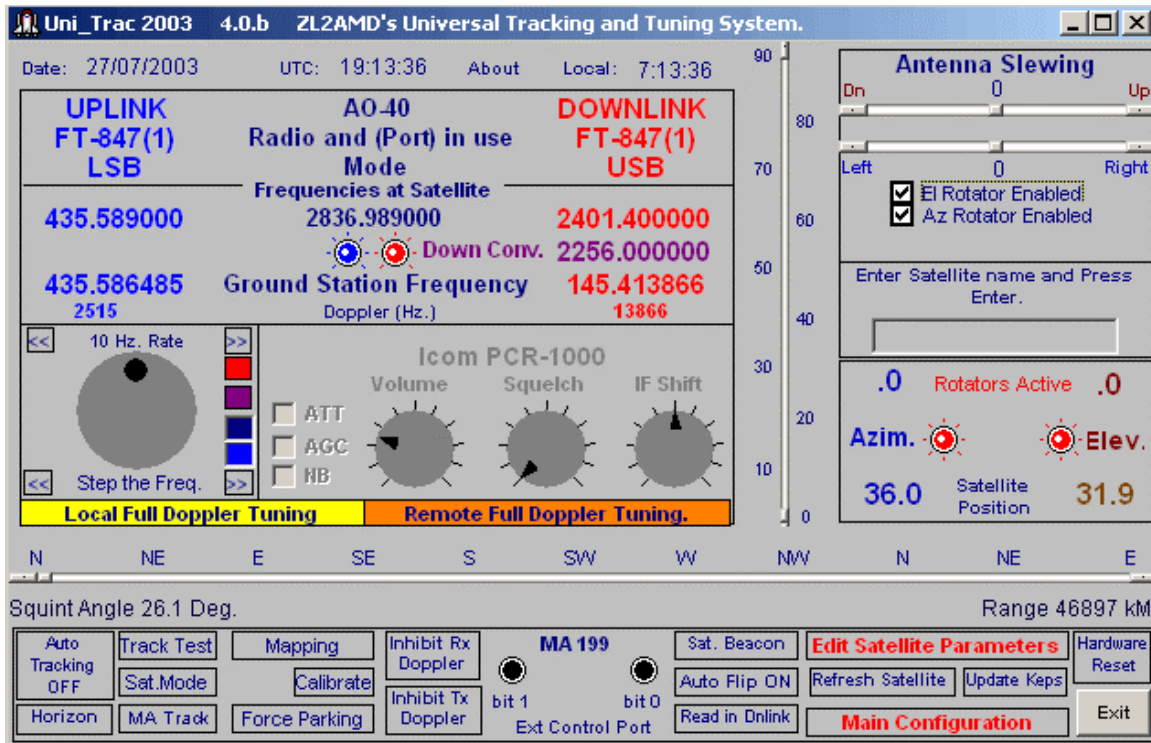 Uni_Trac 2003 4.0.b ZL2AMD's Universal Tracking and Tuning System.
Date: 27/07/2003 UTC: 19:13:36 About Local: 7:13:36
UPLINK AO-40 DOWNLINK
FT-847(1) Radio and (Port) in use FT-847(1)
LSB Mode USB
Frequencies at Satellite
435.589000 2836.989000 2401.400000
Down Conv. 2256.000000
435.586485 Ground Station Frequency 145.413866
2515 Doppler (Hz.) 13866
<< 10 Hz. Rate >>
<< Step the Freq. >>
Icom PCR-1000
Volume Squelch IF Shift
ATT
AGC
NB
Local Full Doppler Tuning Remote Full Doppler Tuning.
90
80
70
60
50
40
30
20
10
0
Antenna Slewing
Dn 0 Up
Left 0 Right
El Rotator Enabled
Az Rotator Enabled
Enter Satellite name and Press
Enter.
.0 Rotators Active .0
Azim. Elev.
36.0 Satellite Position 31.9
N NE E SE S SW W NW N NE E
Squint Angle 26.1 Deg. Range 46897 kM
Auto Tracking OFF
Horizon
Track Test
Sat.Mode
MA Track
Mapping
Calibrate
Force Parking
Inhibit Rx Doppler
Inhibit Tx Doppler
MA 199
bit 1 bit 0
Ext Control Port
Sat. Beacon
Auto Flip ON
Read in Dnlink
Edit Satellite Parameters
Refresh Satellite Update Keps
Main Configuration
Hardware Reset
Exit